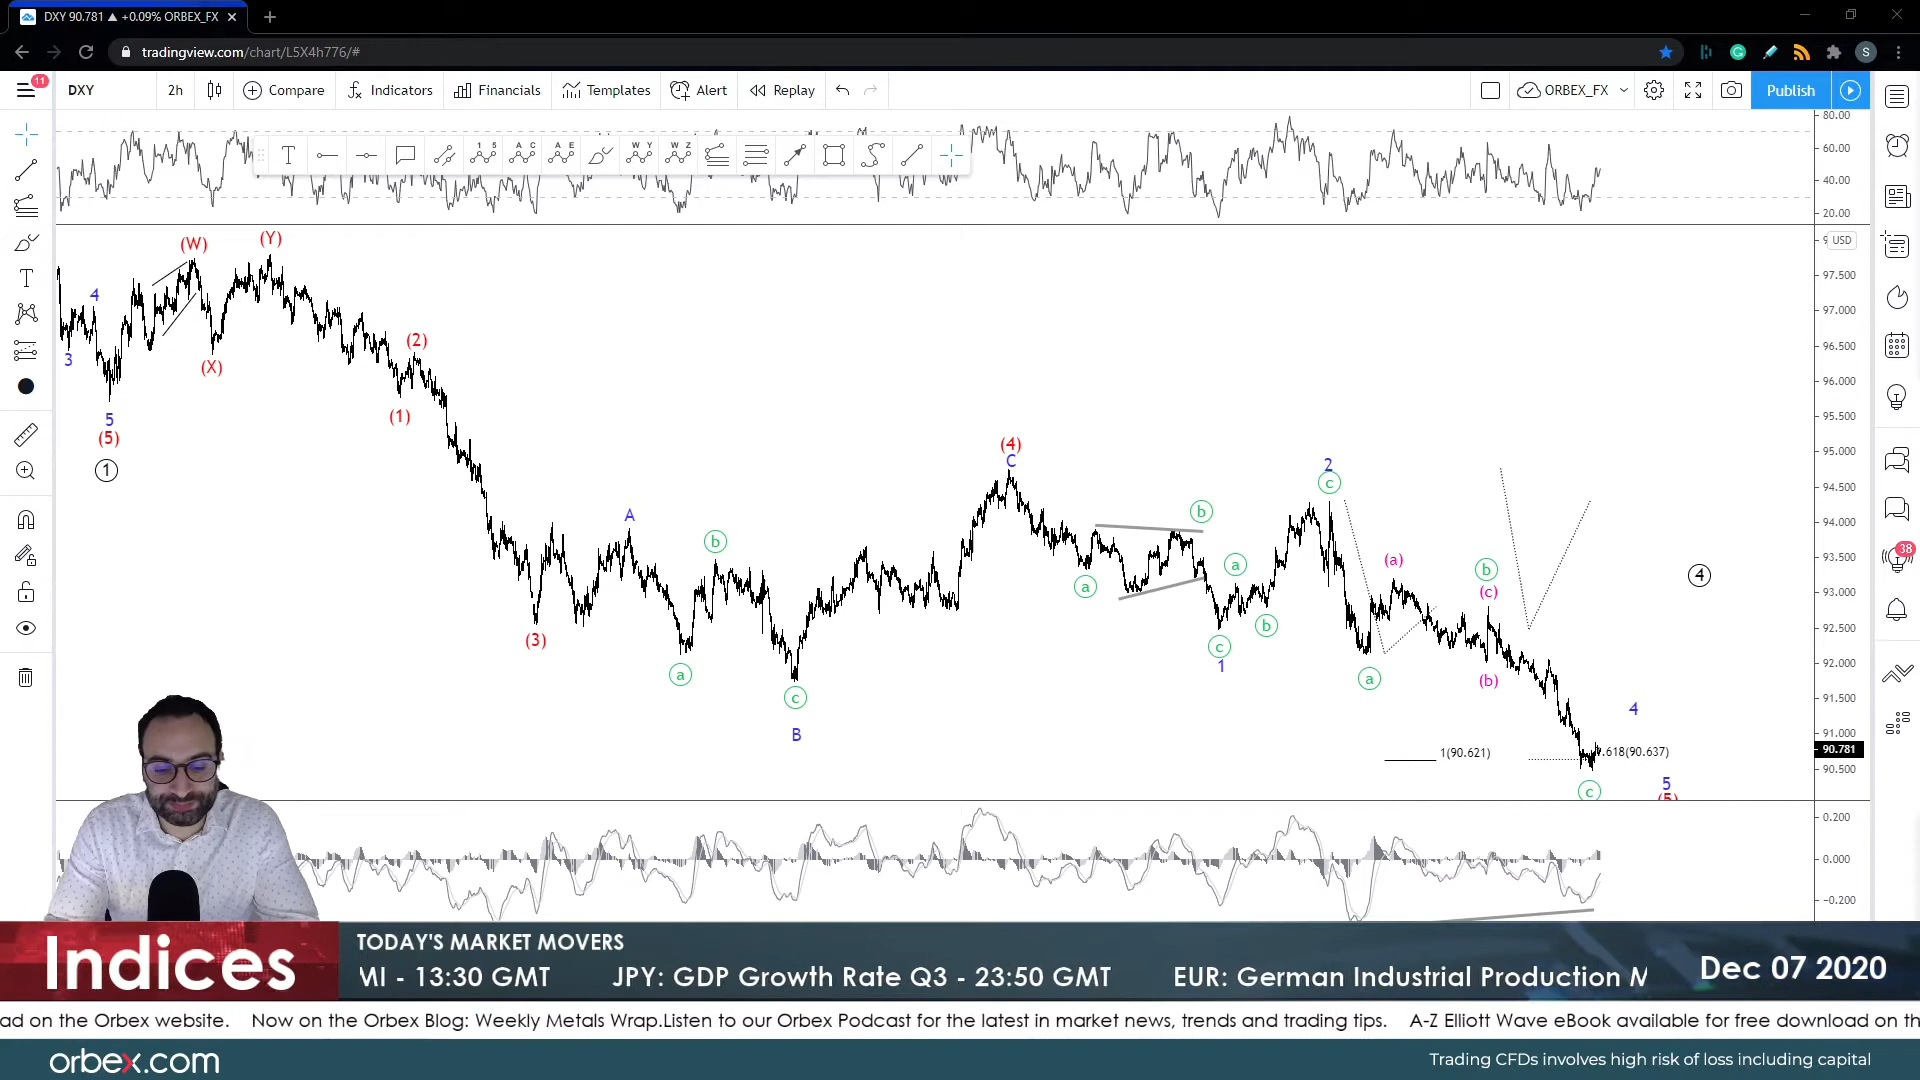 DXY 90.781 ▲ +0.09% ORBEX_FX
tradingview.com/chart/L5X4h776/#
S
11
DXY 2h Compare Indicators Financials Templates Alert Replay ORBEX_FX Publish
80.00
60.00
40.00
20.00
T 1 5 A C A E W Y W Z
T
USD
97.500
97.000
96.500
96.000
95.500
95.000
94.500
94.000
93.500
93.000
92.500
92.000
91.500
91.000
90.781
90.500
(W) (Y)
4
3
(X)
5
(5)
1
(2)
(1)
(3)
A
b
a
c
B
(4)
C
a
b
c
1
a
b
2
c
(a)
a
b
(c)
(b)
4
4
1(90.621)
.618(90.637)
5
(5)
c
38
0.200
0.000
−0.200
Indices
TODAY'S MARKET MOVERS
MI - 13:30 GMT JPY: GDP Growth Rate Q3 - 23:50 GMT EUR: German Industrial Production M
Dec 07 2020
ad on the Orbex website. Now on the Orbex Blog: Weekly Metals Wrap.Listen to our Orbex Podcast for the latest in market news, trends and trading tips. A-Z Elliott Wave eBook available for free download on th
orbex.com
Trading CFDs involves high risk of loss including capital